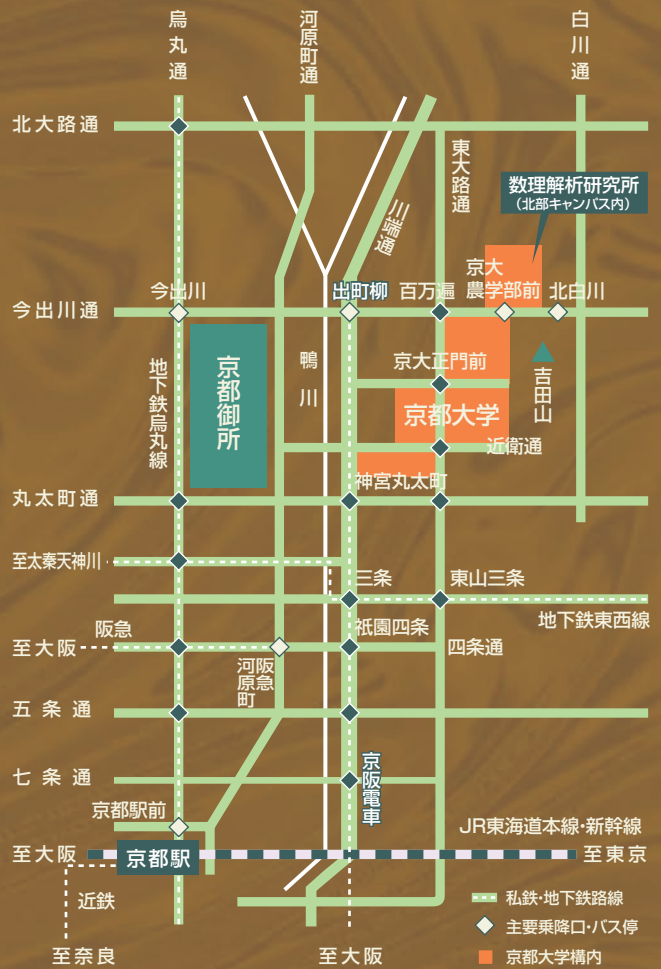 烏丸通
河原町通
白川通
北大路通
東大路通
数理解析研究所
（北部キャンパス内）
川端通
京大
農学部前
今出川
出町柳
百万遍
北白川
今出川通
地下鉄烏丸線
京都御所
鴨川
京大正門前
吉田山
京都大学
近衛通
神宮丸太町
丸太町通
至太秦天神川
三条
東山三条
地下鉄東西線
阪急
祇園四条
至大阪
四条通
阪急
河原町
五条通
七条通
京阪電車
京都駅前
JR東海道本線・新幹線
至大阪
京都駅
至東京
近鉄
私鉄・地下鉄路線
主要乗降口・バス停
至奈良
至大阪
京都大学構内